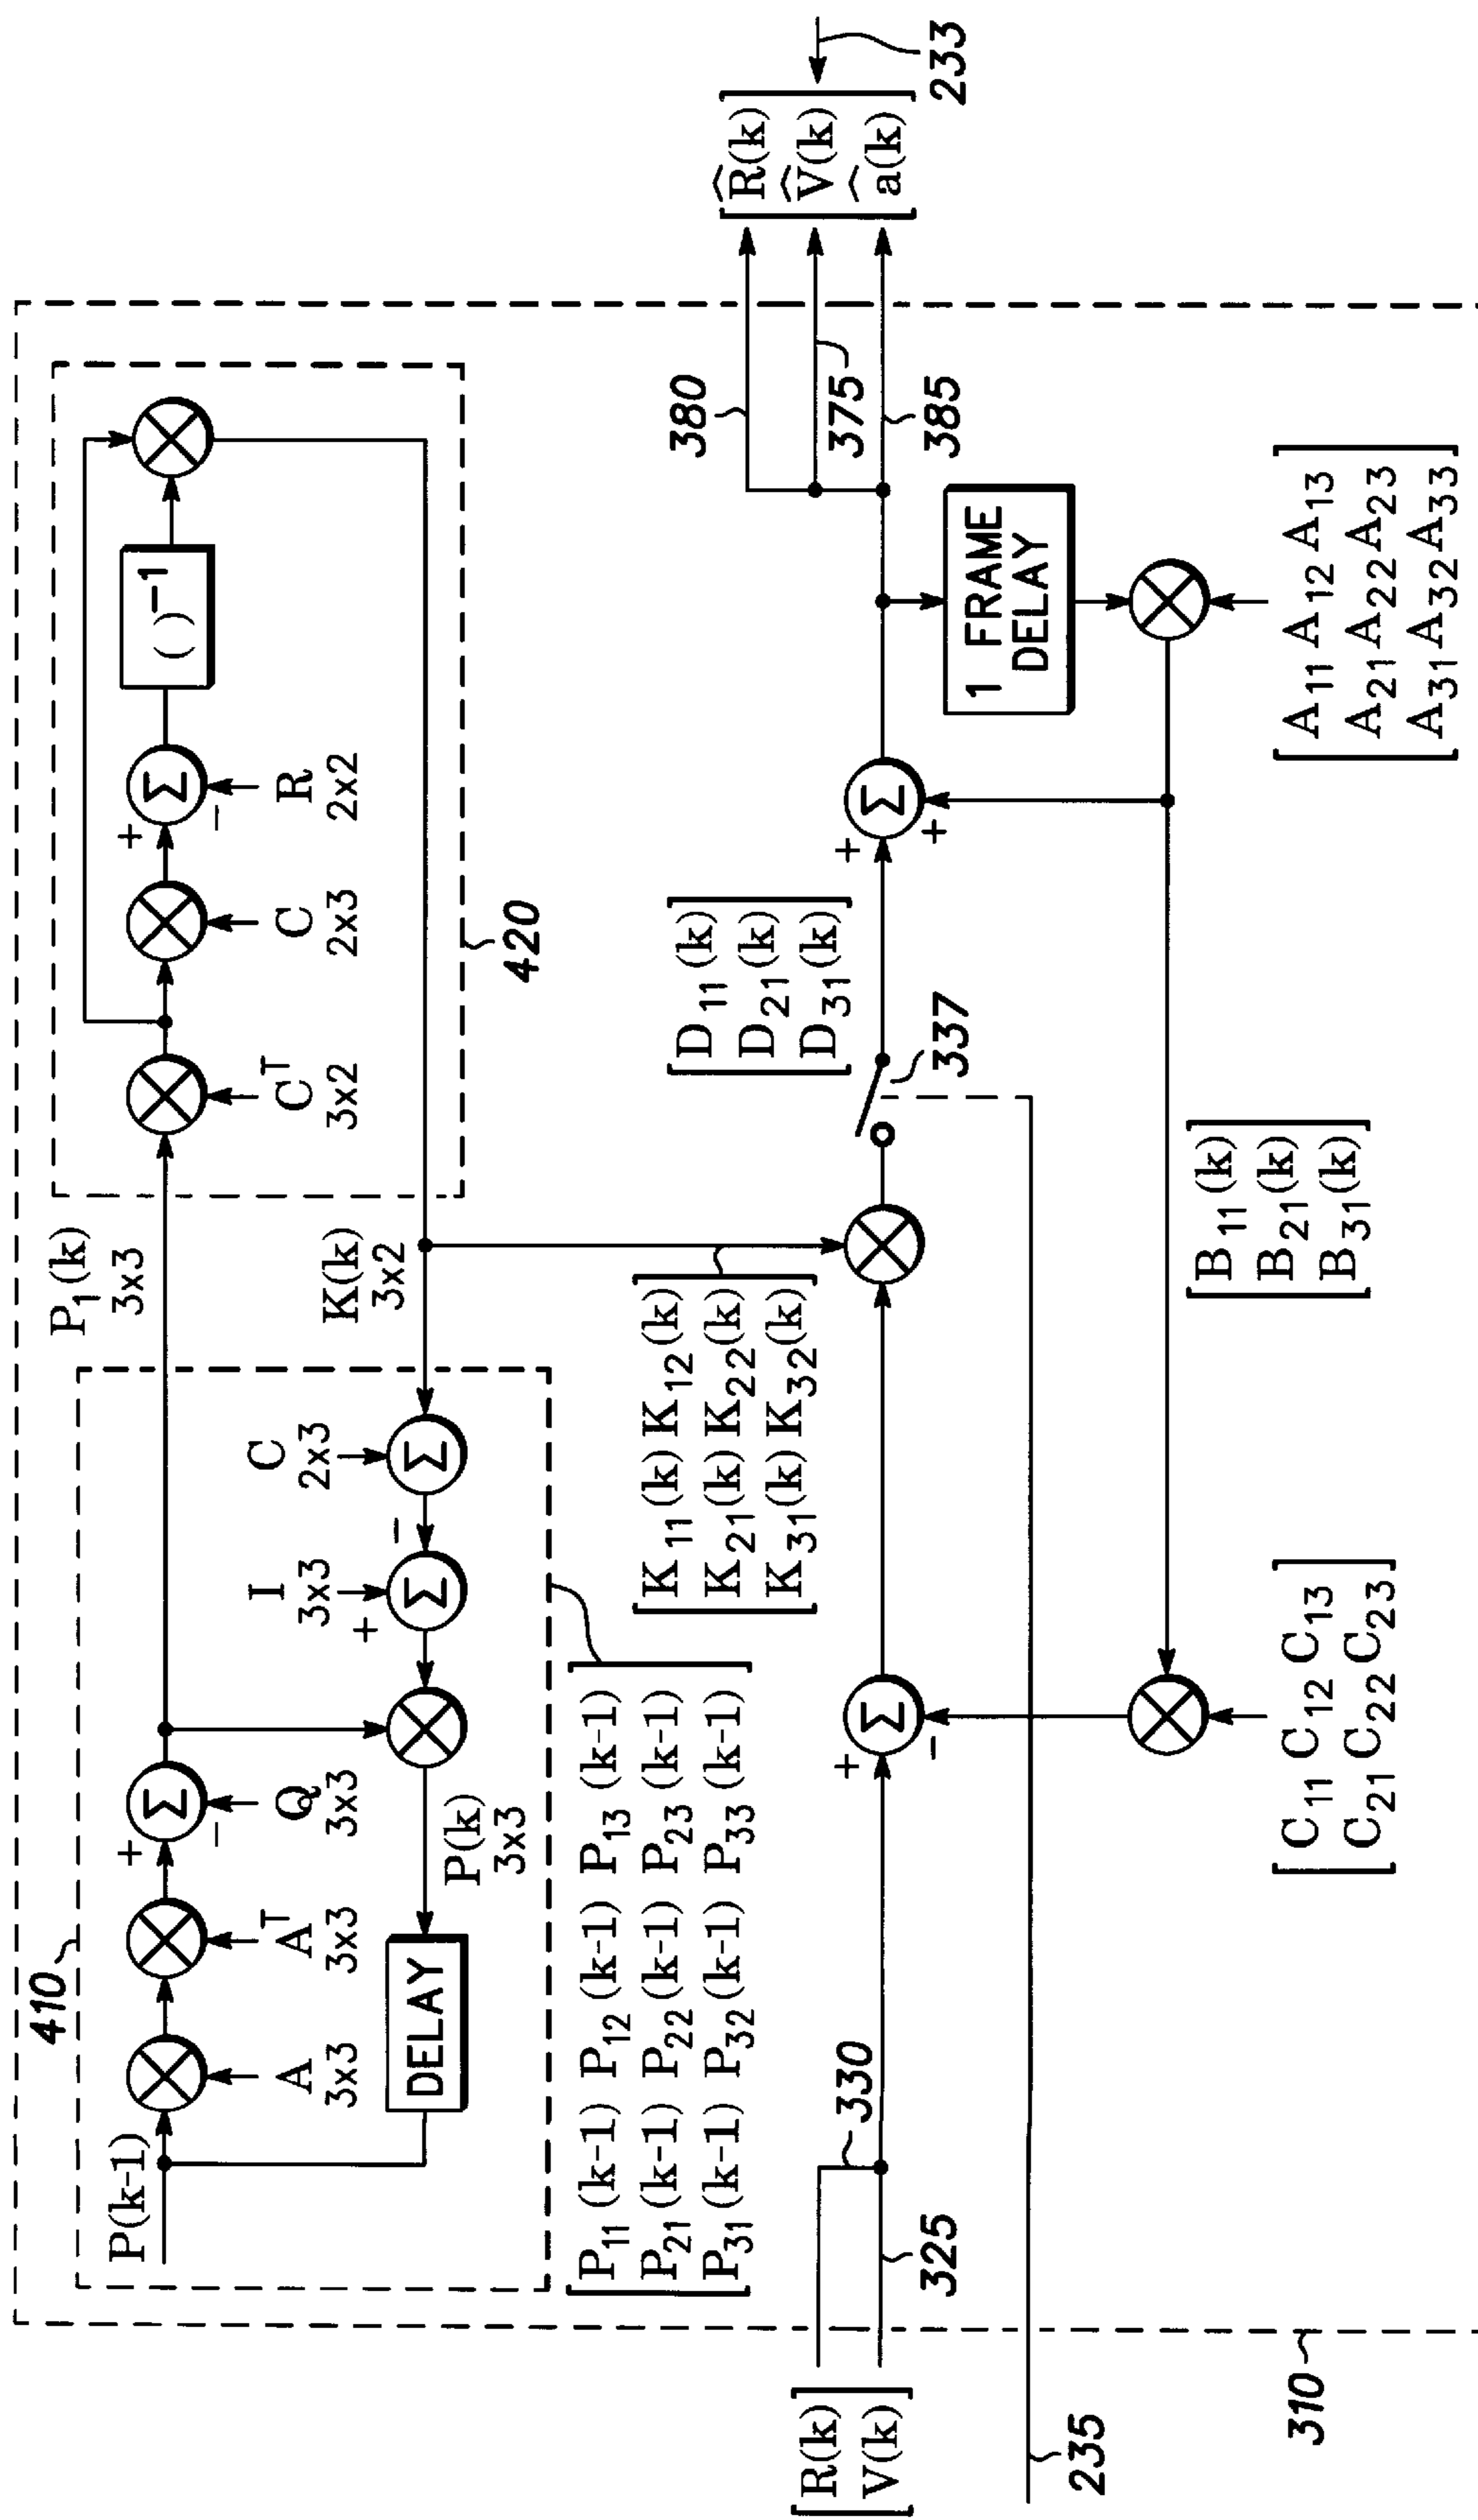 410
P(k-1)
A
3x3
A^T
3x3
+
Σ
−
Q
3x3
P₁(k)
3x3
C^T
3x2
C
2x3
+
Σ
−
R
2x2
( )⁻¹
DELAY
P(k)
3x3
+
Σ
I
3x3
−
Σ
C
2x3
K(k)
3x2
420
P₁₁(k-1) P₁₂(k-1) P₁₃(k-1)
P₂₁(k-1) P₂₂(k-1) P₂₃(k-1)
P₃₁(k-1) P₃₂(k-1) P₃₃(k-1)
K₁₁(k) K₁₂(k)
K₂₁(k) K₂₂(k)
K₃₁(k) K₃₂(k)
D₁₁(k)
D₂₁(k)
D₃₁(k)
380
375
385
R̂(k)
V̂(k)
â(k)
233
R(k)
V(k)
330
325
+
Σ
−
337
+
Σ
+
1 FRAME
DELAY
235
310
C₁₁ C₁₂ C₁₃
C₂₁ C₂₂ C₂₃
B₁₁(k)
B₂₁(k)
B₃₁(k)
A₁₁ A₁₂ A₁₃
A₂₁ A₂₂ A₂₃
A₃₁ A₃₂ A₃₃